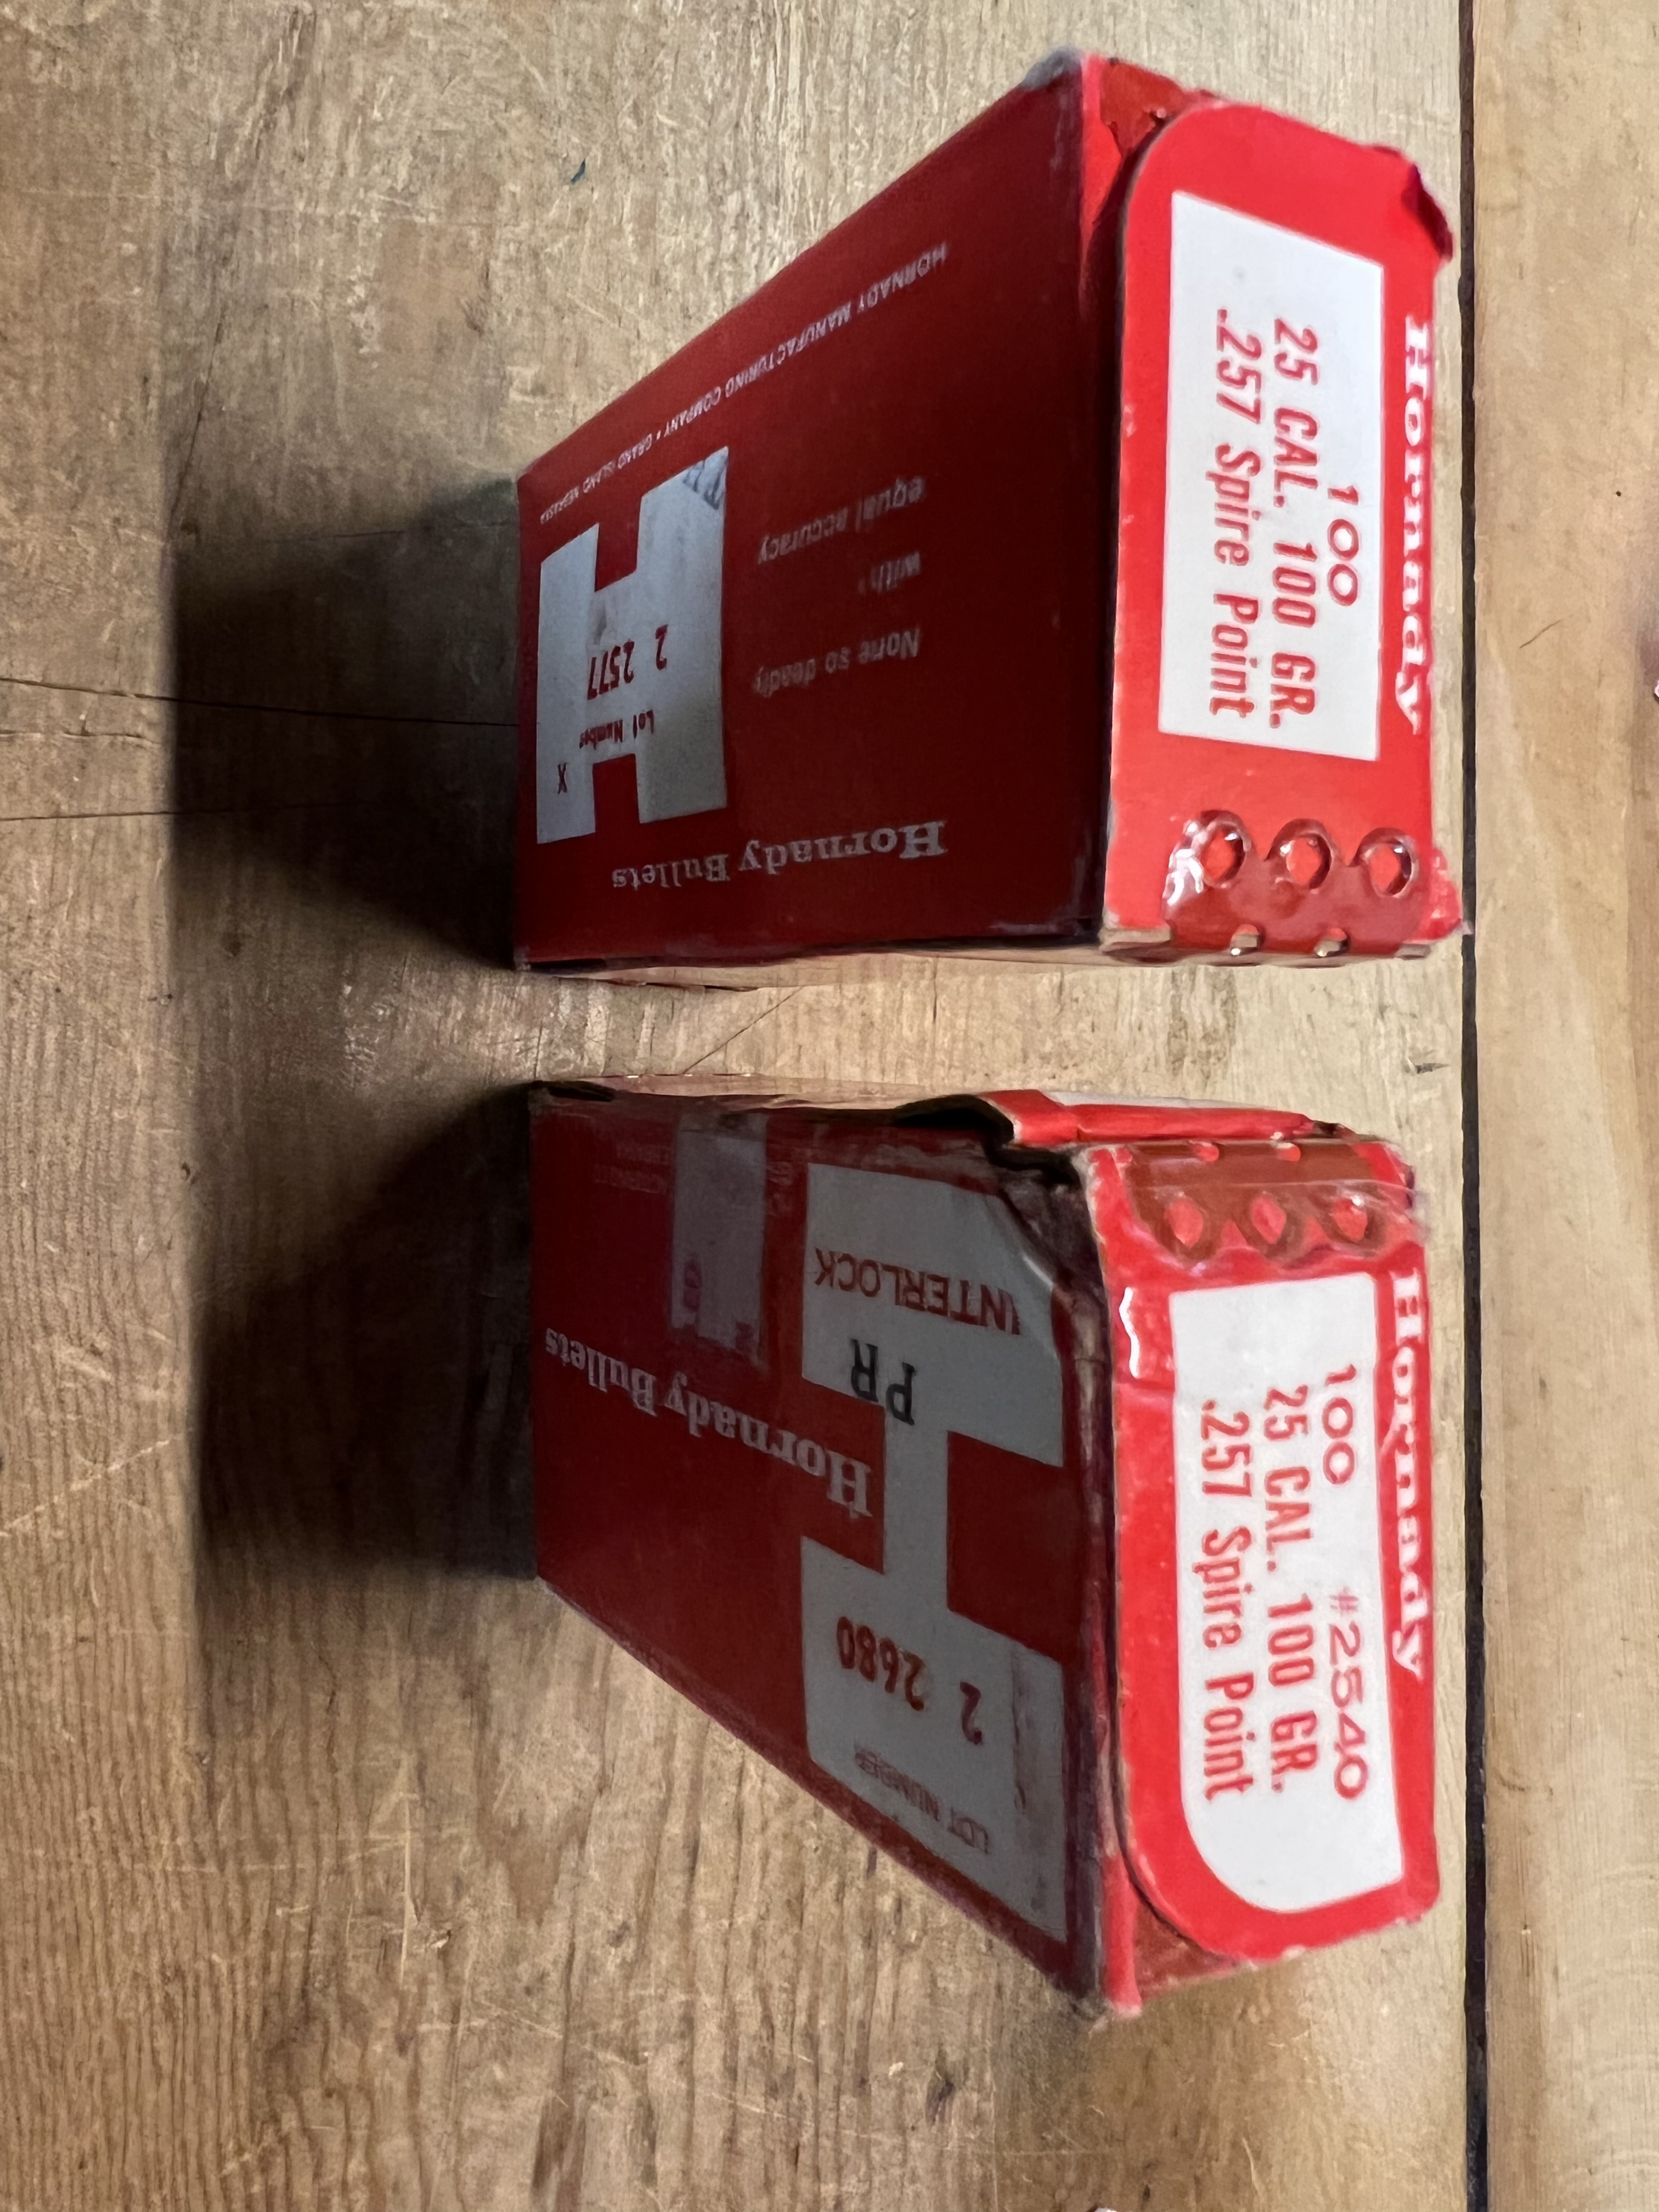 Hornady
100
25 CAL. 100 GR.
.257 Spire Point
Hornady Bullets
None so deady
with
equal accuracy
X
Lot Number
2 2577
HORNADY MANUFACTURING COMPANY • GRAND ISLAND NEBRASKA
Hornady
100 #2540
25 CAL. 100 GR.
.257 Spire Point
INTERLOCK
PR
LOT NUMBER
2 2680
Hornady Bullets